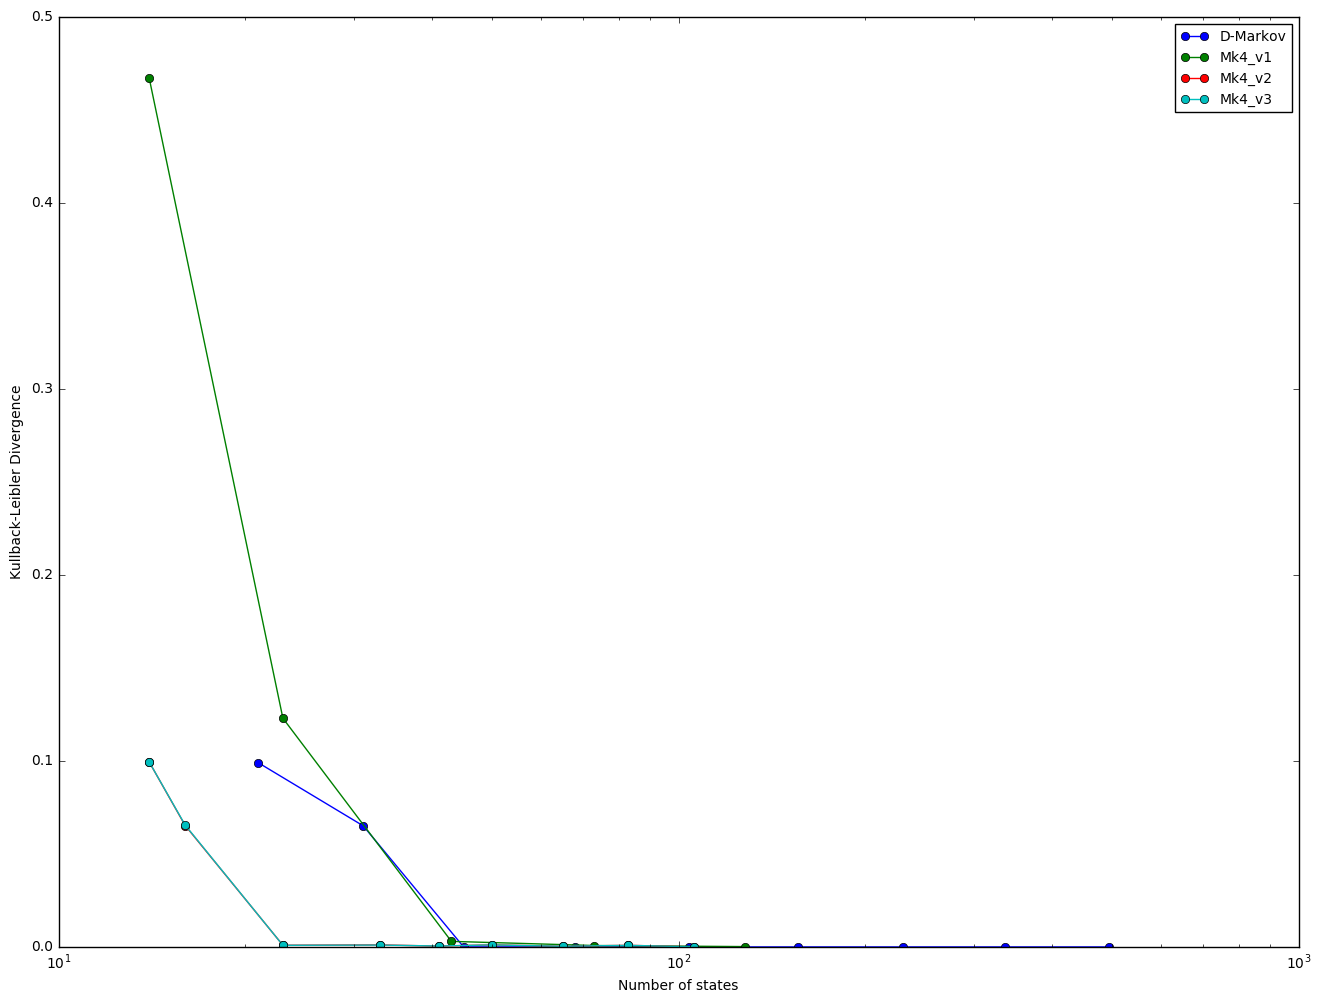 0.5
0.4
0.3
0.2
0.1
0.0
Kullback-Leibler Divergence
D-Markov
Mk4_v1
Mk4_v2
Mk4_v3
10¹
10²
10³
Number of states